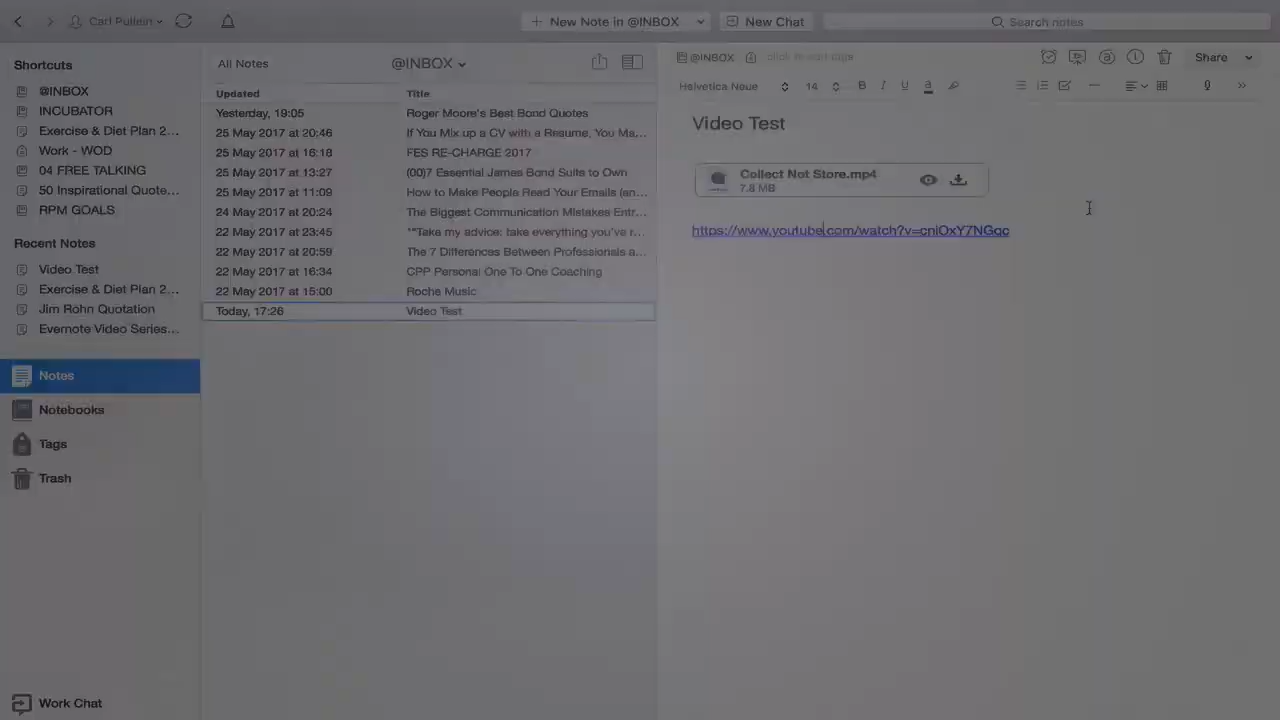 Carl Pullein
New Note in @INBOX
New Chat
Search notes
Shortcuts
@INBOX
INCUBATOR
Exercise & Diet Plan 2...
Work - WOD
04 FREE TALKING
50 Inspirational Quote...
RPM GOALS
Recent Notes
Video Test
Exercise & Diet Plan 2...
Jim Rohn Quotation
Evernote Video Series...
Notes
Notebooks
Tags
Trash
Work Chat
All Notes
@INBOX
Updated Title
Yesterday, 19:05 Roger Moore's Best Bond Quotes
25 May 2017 at 20:46 If You Mix up a CV with a Resume, You Ma...
25 May 2017 at 16:18 FES RE-CHARGE 2017
25 May 2017 at 13:27 (00)7 Essential James Bond Suits to Own
25 May 2017 at 11:09 How to Make People Read Your Emails (an...
24 May 2017 at 20:24 The Biggest Communication Mistakes Entr...
22 May 2017 at 23:45 "Take my advice: take everything you've r...
22 May 2017 at 20:59 The 7 Differences Between Professionals a...
22 May 2017 at 16:34 CPP Personal One To One Coaching
22 May 2017 at 15:00 Roche Music
Today, 17:26 Video Test
@INBOX click to add tags
Share
Helvetica Neue 14 B I U a
Video Test
Collect Not Store.mp4
7.8 MB